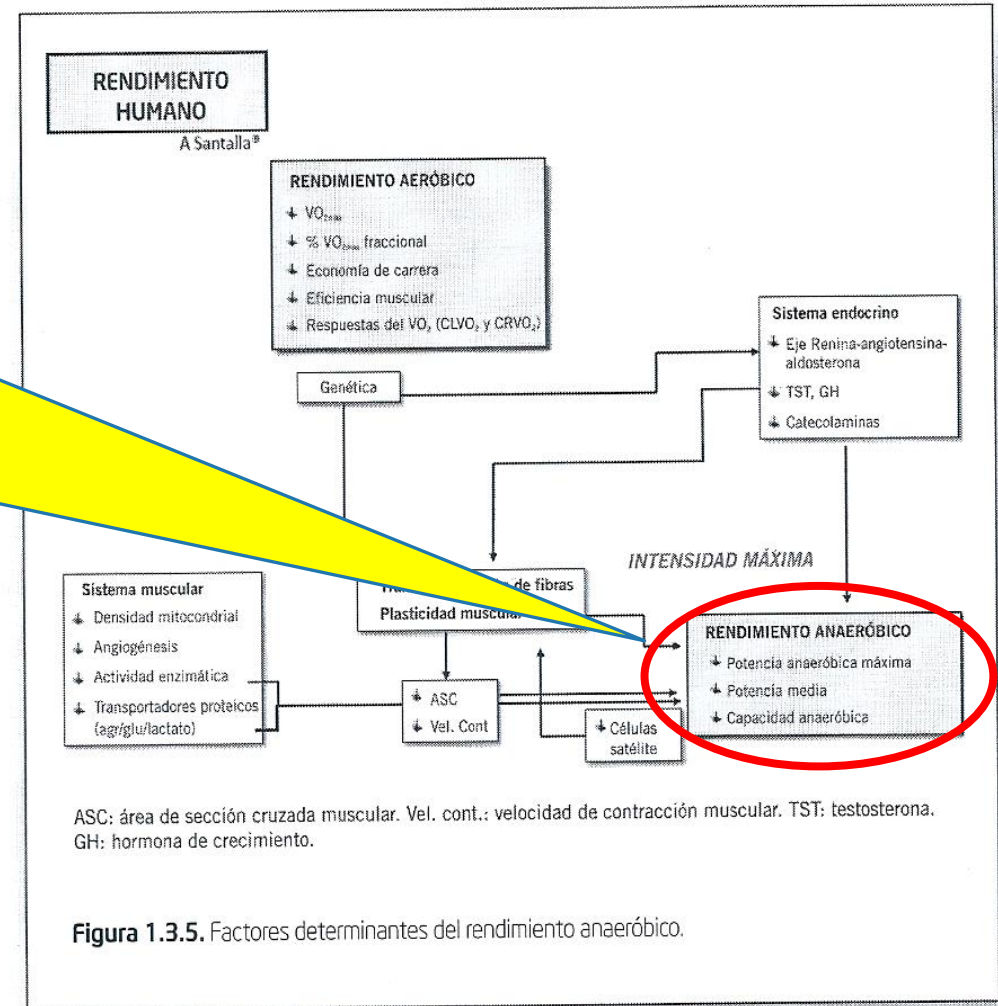 RENDIMIENTO
HUMANO
A Santalla®
RENDIMIENTO AERÓBICO
VO₂ₘₐₓ
% VO₂ₘₐₓ fraccional
Economía de carrera
Eficiencia muscular
Respuestas del VO₂ (CLVO₂ y CRVO₂)
Genética
Sistema endocrino
Eje Renina-angiotensina-
aldosterona
TST, GH
Catecolaminas
INTENSIDAD MÁXIMA
Sistema muscular
Densidad mitocondrial
Angiogénesis
Actividad enzimática
Transportadores proteicos
(agr/glu/lactato)
de fibras
Plasticidad muscular
ASC
Vel. Cont
Células
satélite
RENDIMIENTO ANAERÓBICO
Potencia anaeróbica máxima
Potencia media
Capacidad anaeróbica
ASC: área de sección cruzada muscular. Vel. cont.: velocidad de contracción muscular. TST: testosterona.
GH: hormona de crecimiento.
Figura 1.3.5. Factores determinantes del rendimiento anaeróbico.